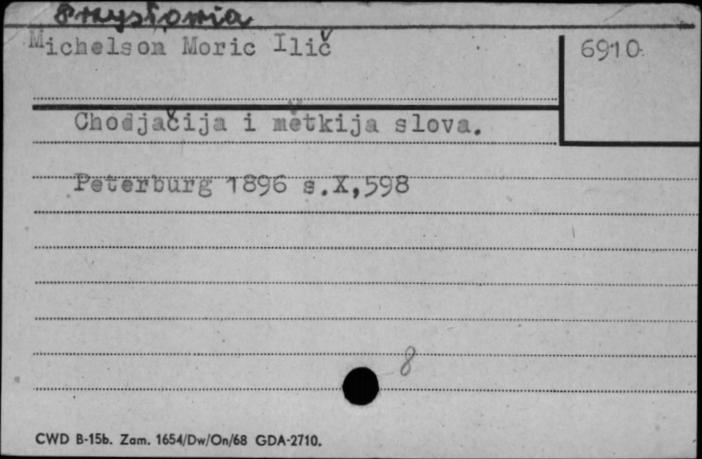 Przysłowia
Michelson Moric Ilič
6910
Chodjačija i mětkija slova.
Peterburg 1896 s.X,598
8
CWD B-15b. Zam. 1654/Dw/On/68 GDA-2710.